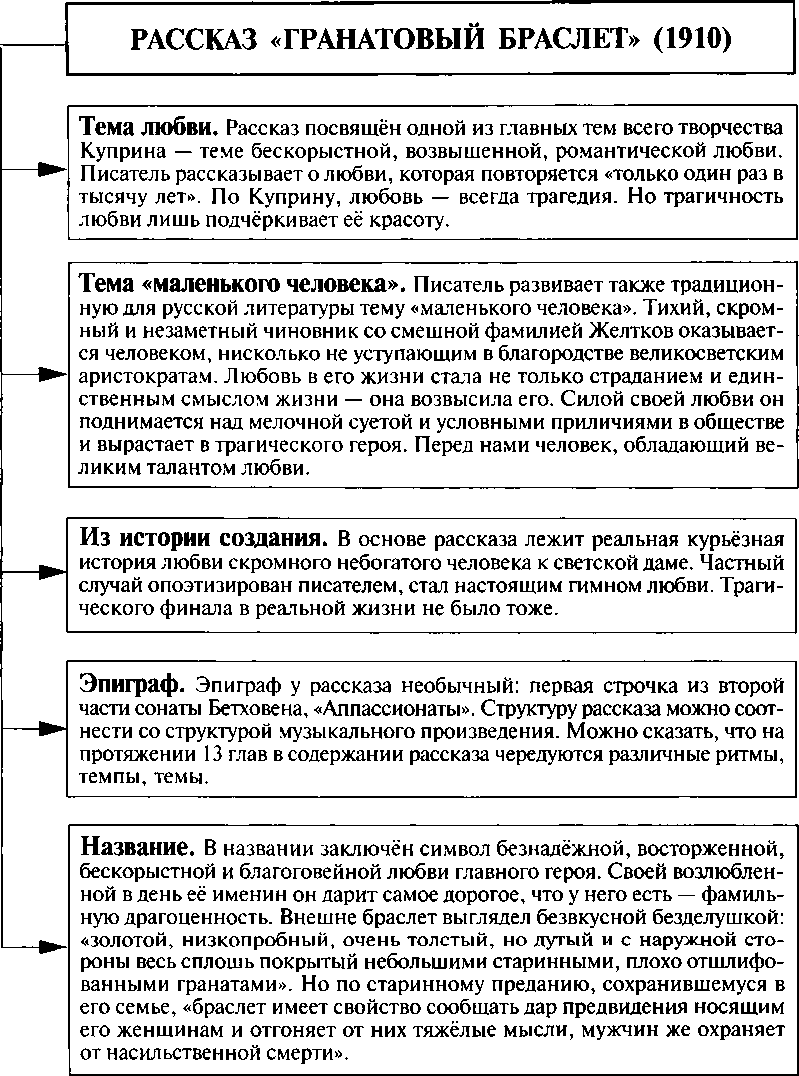 РАССКАЗ «ГРАНАТОВЫЙ БРАСЛЕТ» (1910)
Тема любви. Рассказ посвящён одной из главных тем всего творчества
Куприна — теме бескорыстной, возвышенной, романтической любви.
Писатель рассказывает о любви, которая повторяется «только один раз в
тысячу лет». По Куприну, любовь — всегда трагедия. Но трагичность
любви лишь подчёркивает её красоту.
Тема «маленького человека». Писатель развивает также традицион-
ную для русской литературы тему «маленького человека». Тихий, скром-
ный и незаметный чиновник со смешной фамилией Желтков оказывает-
ся человеком, нисколько не уступающим в благородстве великосветским
аристократам. Любовь в его жизни стала не только страданием и един-
ственным смыслом жизни — она возвысила его. Силой своей любви он
поднимается над мелочной суетой и условными приличиями в обществе
и вырастает в трагического героя. Перед нами человек, обладающий ве-
ликим талантом любви.
Из истории создания. В основе рассказа лежит реальная курьёзная
история любви скромного небогатого человека к светской даме. Частный
случай опоэтизирован писателем, стал настоящим гимном любви. Траги-
ческого финала в реальной жизни не было тоже.
Эпиграф. Эпиграф у рассказа необычный: первая строчка из второй
части сонаты Бетховена, «Аппассионаты». Структуру рассказа можно соот-
нести со структурой музыкального произведения. Можно сказать, что на
протяжении 13 глав в содержании рассказа чередуются различные ритмы,
темпы, темы.
Название. В названии заключён символ безнадёжной, восторженной,
бескорыстной и благоговейной любви главного героя. Своей возлюблен-
ной в день её именин он дарит самое дорогое, что у него есть — фамиль-
ную драгоценность. Внешне браслет выглядел безвкусной безделушкой:
«золотой, низкопробный, очень толстый, но дутый и с наружной сто-
роны весь сплошь покрытый небольшими старинными, плохо отшлифо-
ванными гранатами». Но по старинному преданию, сохранившемуся в
его семье, «браслет имеет свойство сообщать дар предвидения носящим
его женщинам и отгоняет от них тяжёлые мысли, мужчин же охраняет
от насильственной смерти».